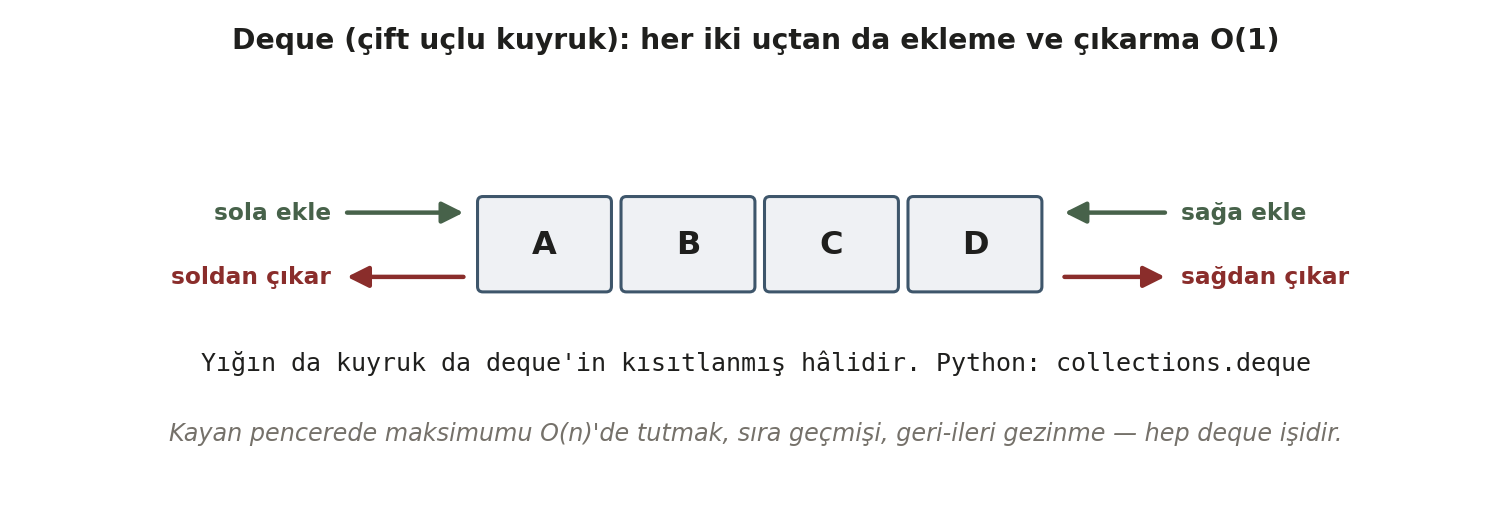 Deque (çift uçlu kuyruk): her iki uçtan da ekleme ve çıkarma O(1)
sola ekle
sağa ekle
A B C D
soldan çıkar
sağdan çıkar
Yığın da kuyruk da deque'in kısıtlanmış hâlidir. Python: collections.deque
Kayan pencerede maksimumu O(n)'de tutmak, sıra geçmişi, geri-ileri gezinme — hep deque işidir.